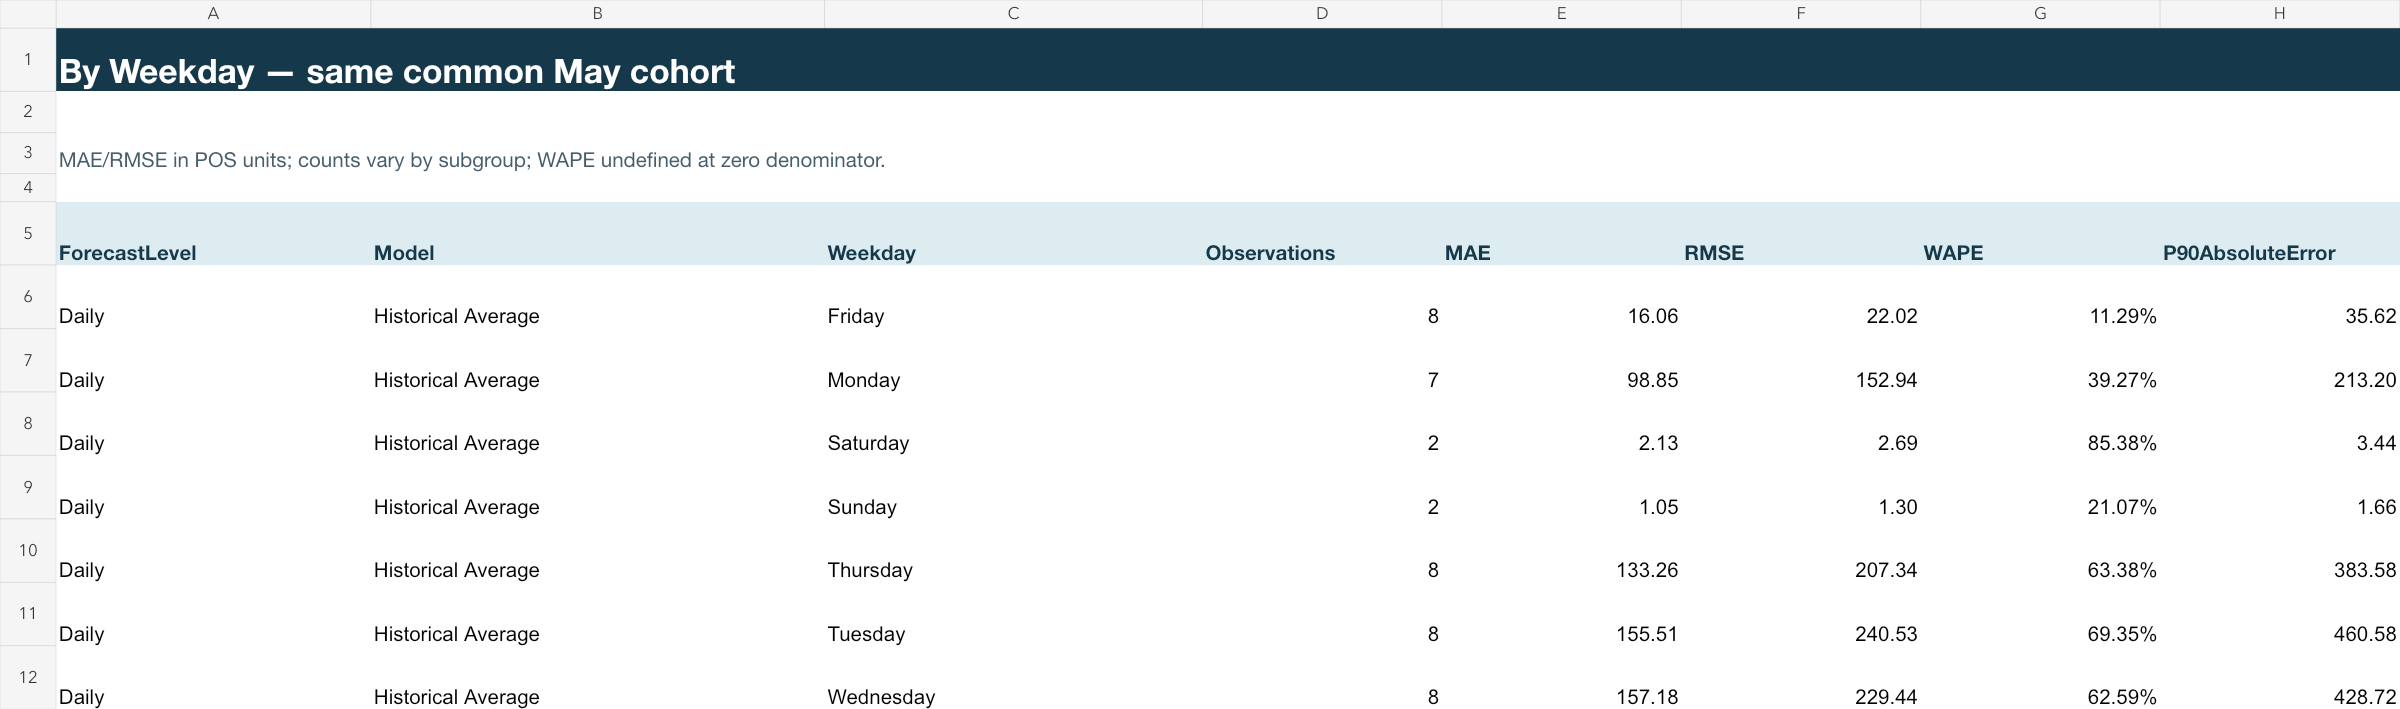 A B C D E F G H
1 By Weekday — same common May cohort
2
3 MAE/RMSE in POS units; counts vary by subgroup; WAPE undefined at zero denominator.
4
5 ForecastLevel Model Weekday Observations MAE RMSE WAPE P90AbsoluteError
6 Daily Historical Average Friday 8 16.06 22.02 11.29% 35.62
7 Daily Historical Average Monday 7 98.85 152.94 39.27% 213.20
8 Daily Historical Average Saturday 2 2.13 2.69 85.38% 3.44
9 Daily Historical Average Sunday 2 1.05 1.30 21.07% 1.66
10 Daily Historical Average Thursday 8 133.26 207.34 63.38% 383.58
11 Daily Historical Average Tuesday 8 155.51 240.53 69.35% 460.58
12 Daily Historical Average Wednesday 8 157.18 229.44 62.59% 428.72